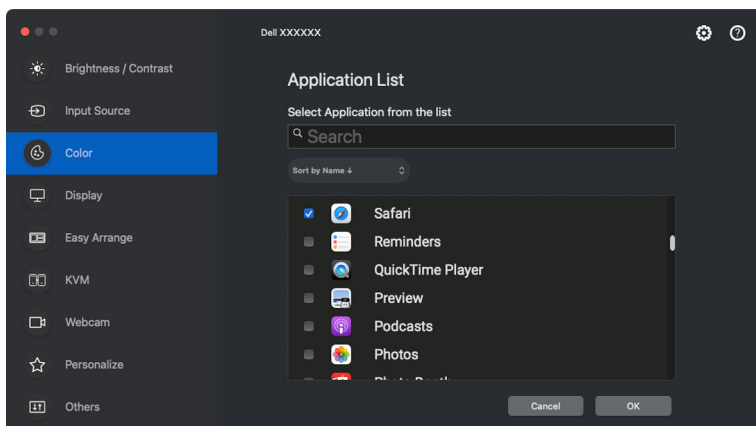 Dell XXXXXX
Brightness / Contrast
Input Source
Color
Display
Easy Arrange
KVM
Webcam
Personalize
Others
Application List
Select Application from the list
Search
Sort by Name ↓
Safari
Reminders
QuickTime Player
Preview
Podcasts
Photos
Cancel
OK